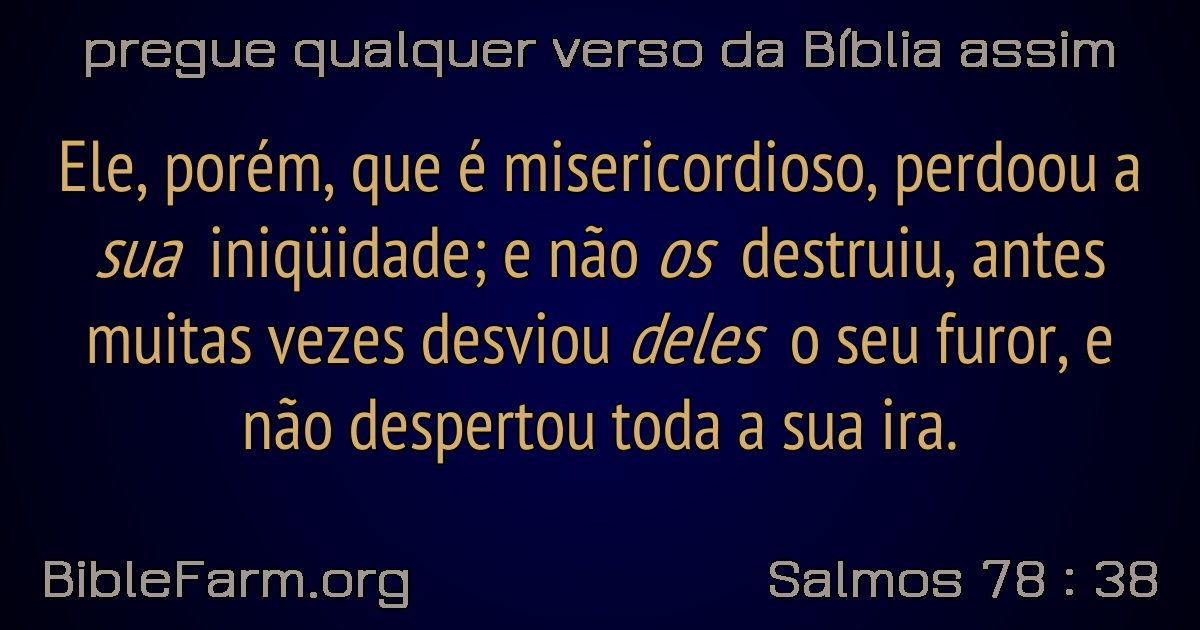 pregue qualquer verso da Bíblia assim
Ele, porém, que é misericordioso, perdoou a
sua iniqüidade; e não os destruiu, antes
muitas vezes desviou deles o seu furor, e
não despertou toda a sua ira.
BibleFarm.org
Salmos 78 : 38